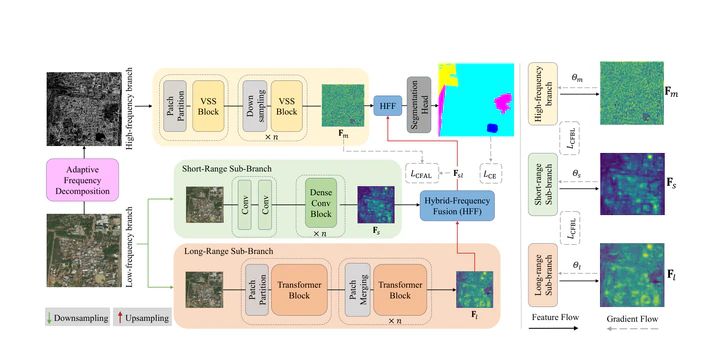 High-frequency branch
Patch
Partition
VSS
Block
Down
sampling
VSS
Block
× n
F_m
HFF
Segmentation
Head
Adaptive
Frequency
Decomposition
Low-frequency branch
Short-Range Sub-Branch
Conv
Conv
Dense
Conv
Block
× n
F_s
L_CFAL
F_sl
L_CE
Hybrid-Frequency
Fusion (HFF)
Long-Range Sub-Branch
Patch
Partition
Transformer
Block
Patch
Merging
Transformer
Block
× n
F_l
Downsampling
Upsampling
High-frequency
branch
θ_m
F_m
L_CFBL
Short-range
Sub-branch
θ_s
F_s
L_CFBL
Long-range
Sub-branch
θ_l
F_l
Feature Flow
Gradient Flow